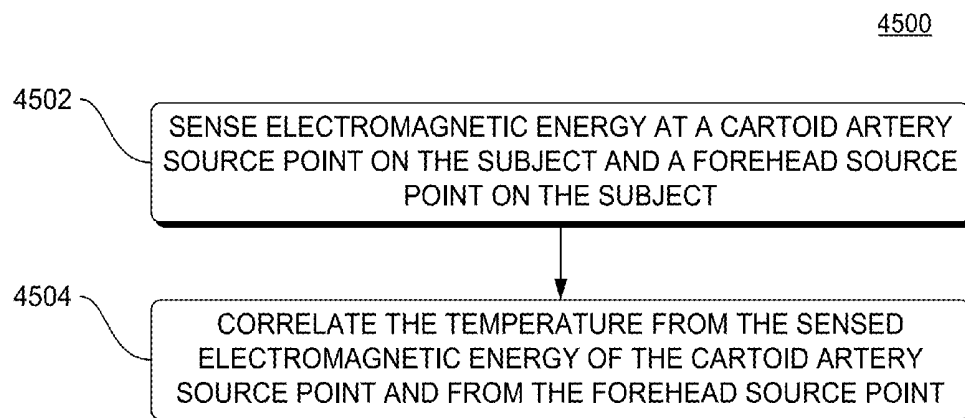 4500
4502
SENSE ELECTROMAGNETIC ENERGY AT A CARTOID ARTERY
SOURCE POINT ON THE SUBJECT AND A FOREHEAD SOURCE
POINT ON THE SUBJECT
4504
CORRELATE THE TEMPERATURE FROM THE SENSED
ELECTROMAGNETIC ENERGY OF THE CARTOID ARTERY
SOURCE POINT AND FROM THE FOREHEAD SOURCE POINT